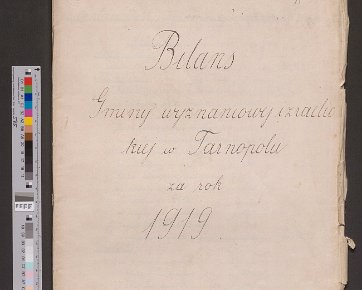 Bilans
Gminy wyznaniowej izraelic
kiej w Tarnopolu
za rok
1919.